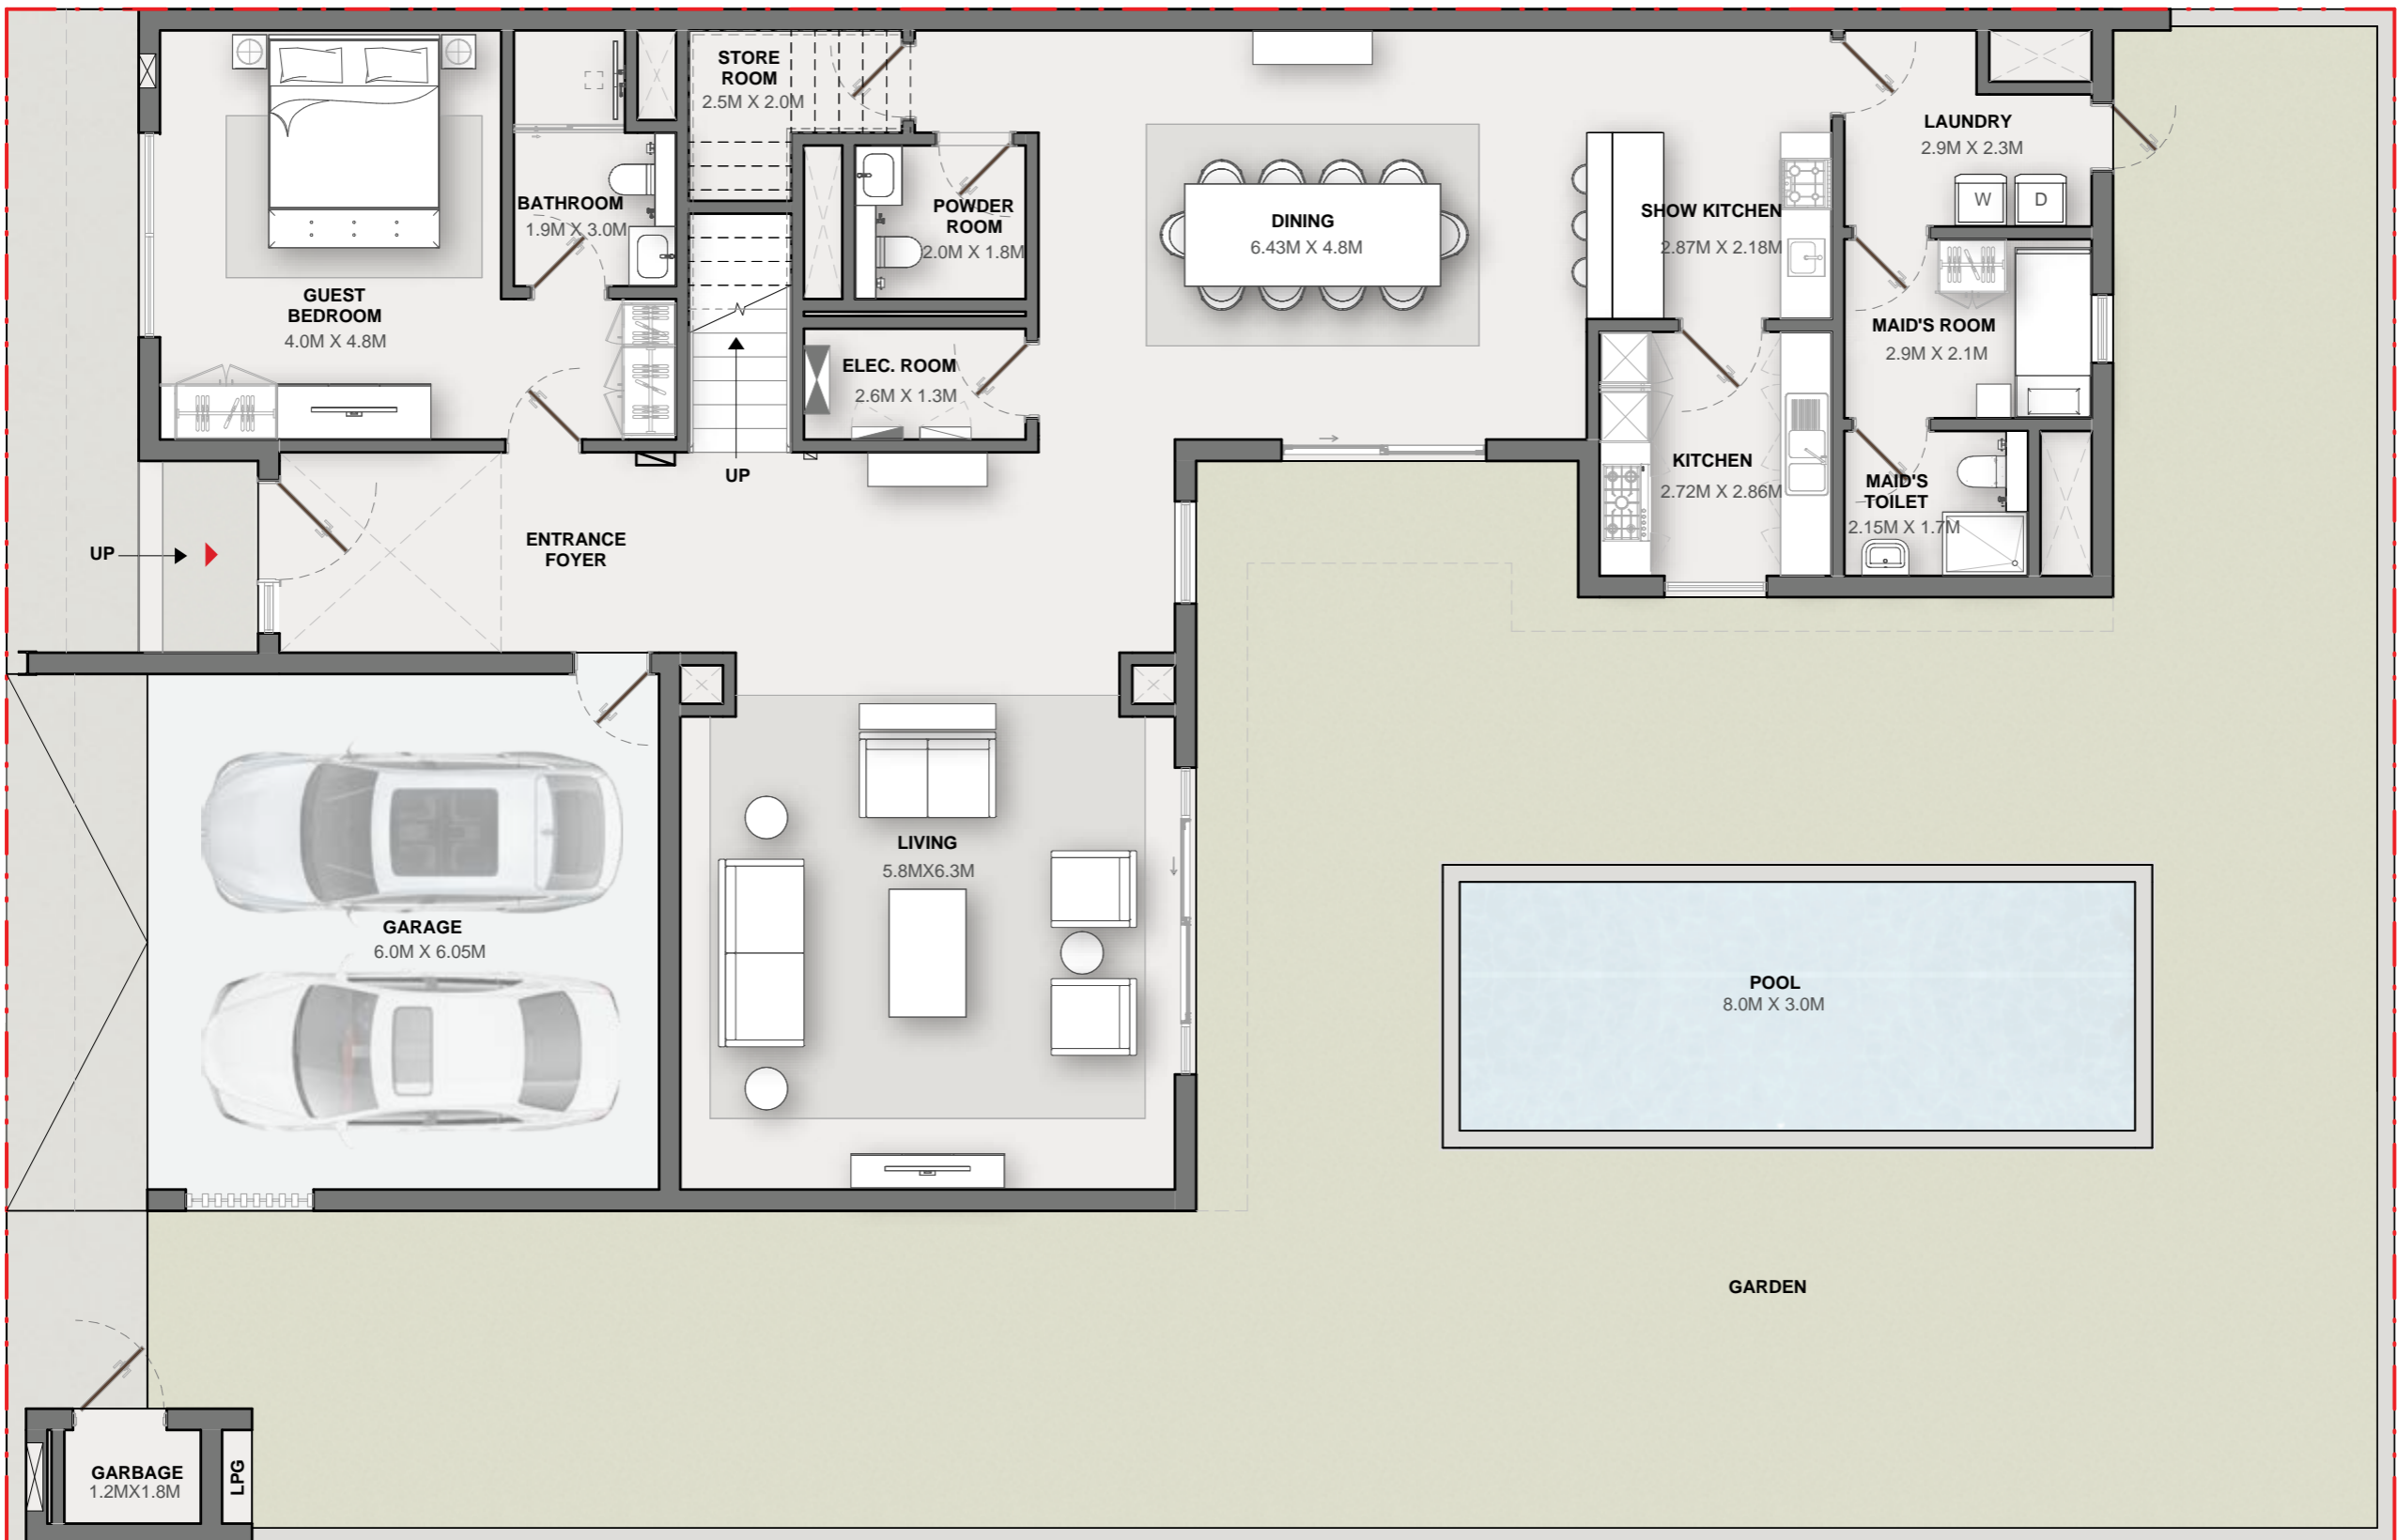 STORE
ROOM
2.5M X 2.0M
LAUNDRY
2.9M X 2.3M
W
D
BATHROOM
1.9M X 3.0M
POWDER
ROOM
2.0M X 1.8M
DINING
6.43M X 4.8M
SHOW KITCHEN
2.87M X 2.18M
GUEST
BEDROOM
4.0M X 4.8M
ELEC. ROOM
2.6M X 1.3M
MAID'S ROOM
2.9M X 2.1M
UP
KITCHEN
2.72M X 2.86M
MAID'S
TOILET
2.15M X 1.7M
UP
ENTRANCE
FOYER
LIVING
5.8MX6.3M
GARAGE
6.0M X 6.05M
POOL
8.0M X 3.0M
GARDEN
GARBAGE
1.2MX1.8M
LPG